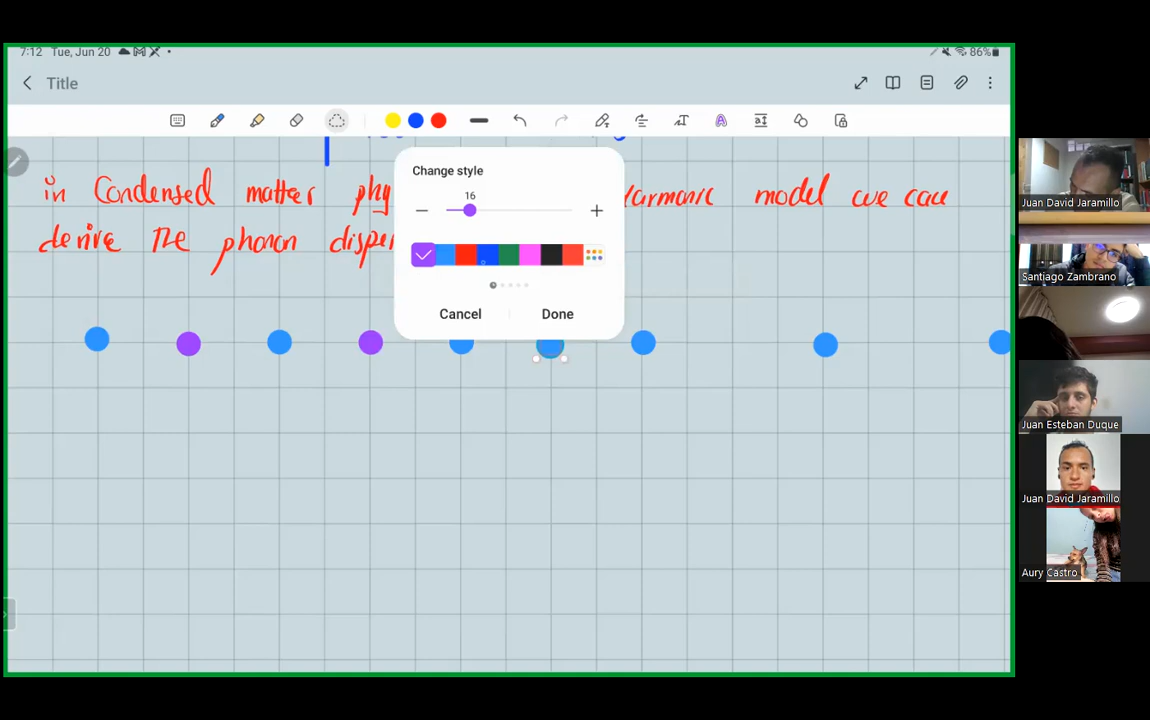 7:12 Tue, Jun 20
86%
Title
Change style
16
in Condensed matter phy
harmonic model we can
derive the phonon disper
Cancel
Done
Juan David Jaramillo
Santiago Zambrano
Juan Esteban Duque
Juan David Jaramillo
Aury Castro